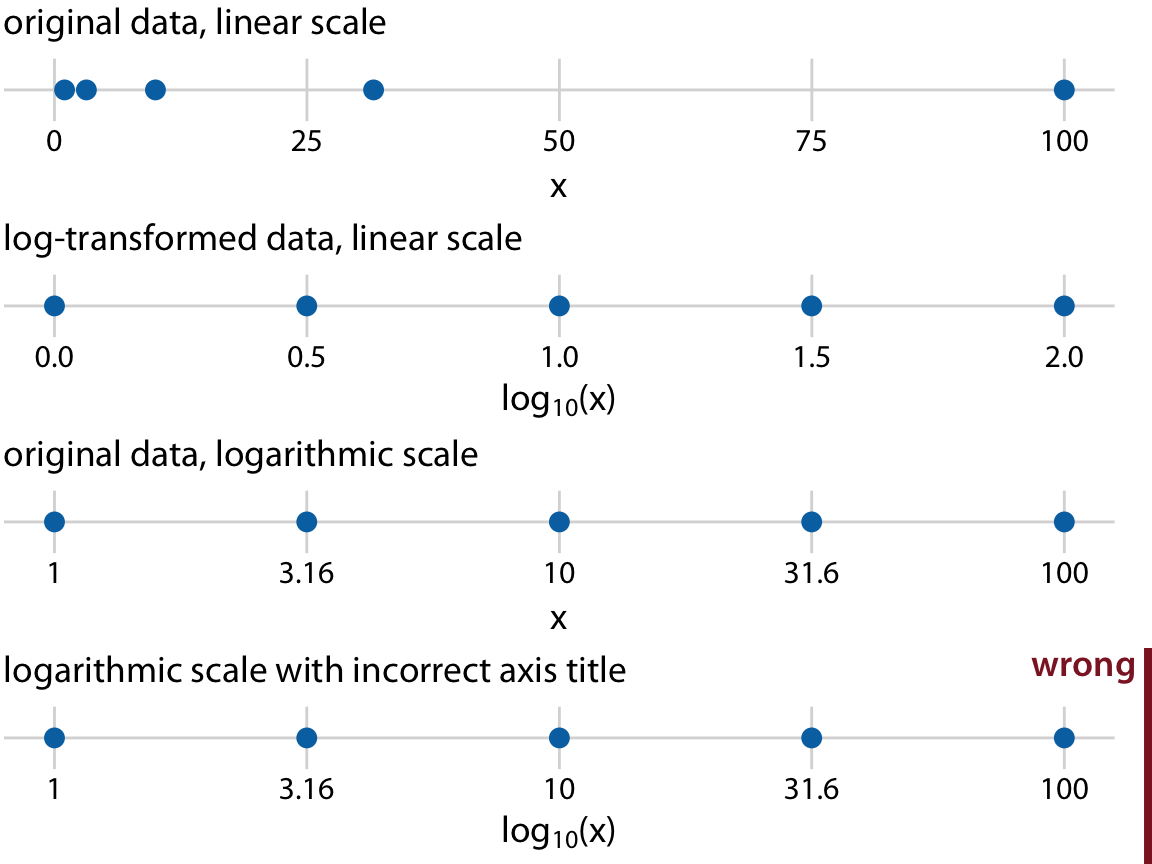 original data, linear scale
0 25 50 75 100
x
log-transformed data, linear scale
0.0 0.5 1.0 1.5 2.0
log₁₀(x)
original data, logarithmic scale
1 3.16 10 31.6 100
x
logarithmic scale with incorrect axis title
wrong
1 3.16 10 31.6 100
log₁₀(x)